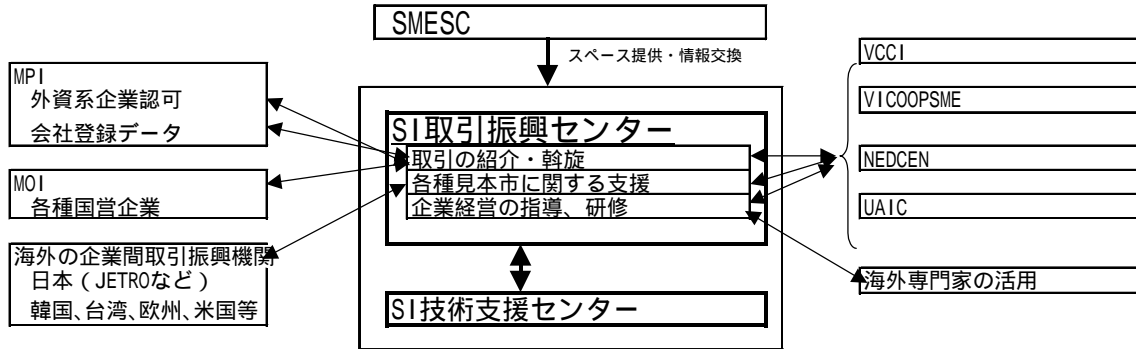 SMESC
スペース提供・情報交換
MPI
外資系企業認可
会社登録データ
MOI
各種国営企業
海外の企業間取引振興機関
日本（JETROなど）
韓国、台湾、欧州、米国等
SI取引振興センター
取引の紹介・斡旋
各種見本市に関する支援
企業経営の指導、研修
SI技術支援センター
VCCI
VICOOPSME
NEDCEN
UAIC
海外専門家の活用